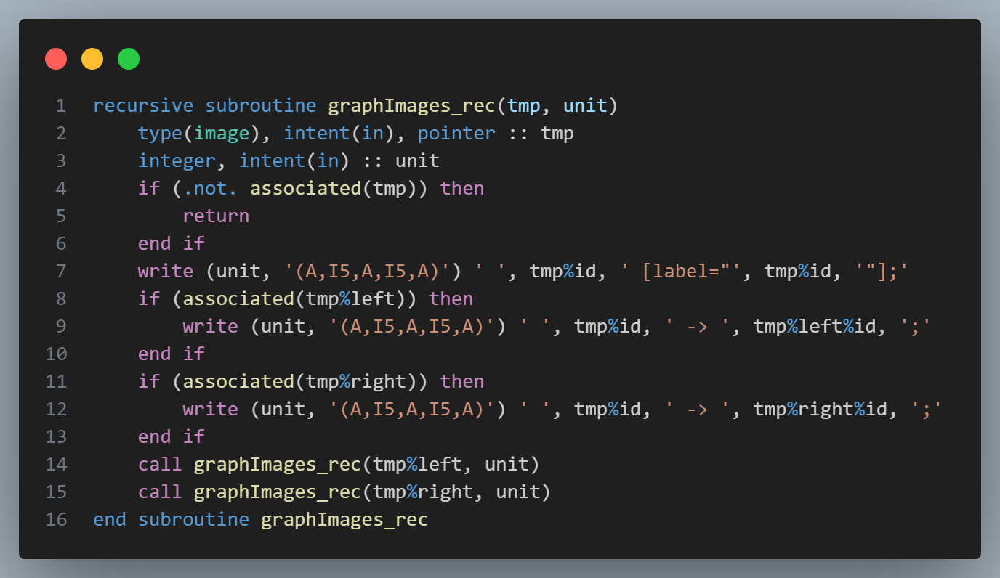 1 recursive subroutine graphImages_rec(tmp, unit)
2     type(image), intent(in), pointer :: tmp
3     integer, intent(in) :: unit
4     if (.not. associated(tmp)) then
5         return
6     end if
7     write (unit, '(A,I5,A,I5,A)') ' ', tmp%id, ' [label="', tmp%id, '"];'
8     if (associated(tmp%left)) then
9         write (unit, '(A,I5,A,I5,A)') ' ', tmp%id, ' -> ', tmp%left%id, ';'
10     end if
11     if (associated(tmp%right)) then
12         write (unit, '(A,I5,A,I5,A)') ' ', tmp%id, ' -> ', tmp%right%id, ';'
13     end if
14     call graphImages_rec(tmp%left, unit)
15     call graphImages_rec(tmp%right, unit)
16 end subroutine graphImages_rec